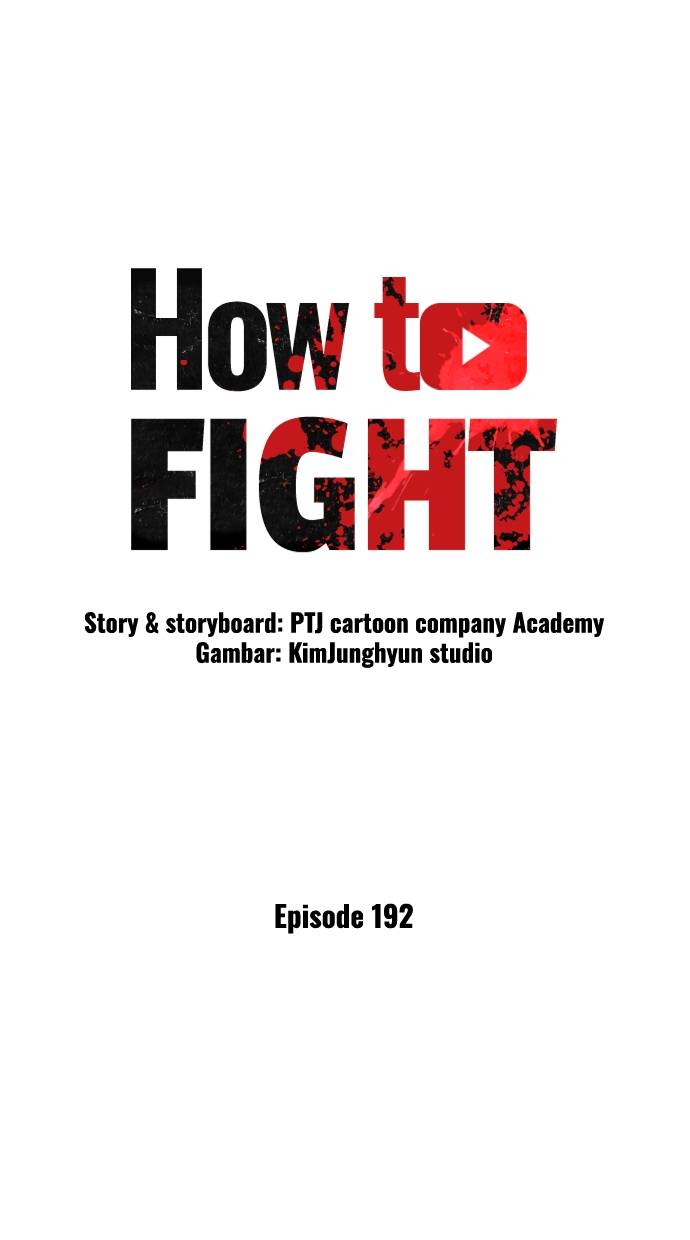 How to
FIGHT
Story & storyboard: PTJ cartoon company Academy
Gambar: KimJunghyun studio
Episode 192